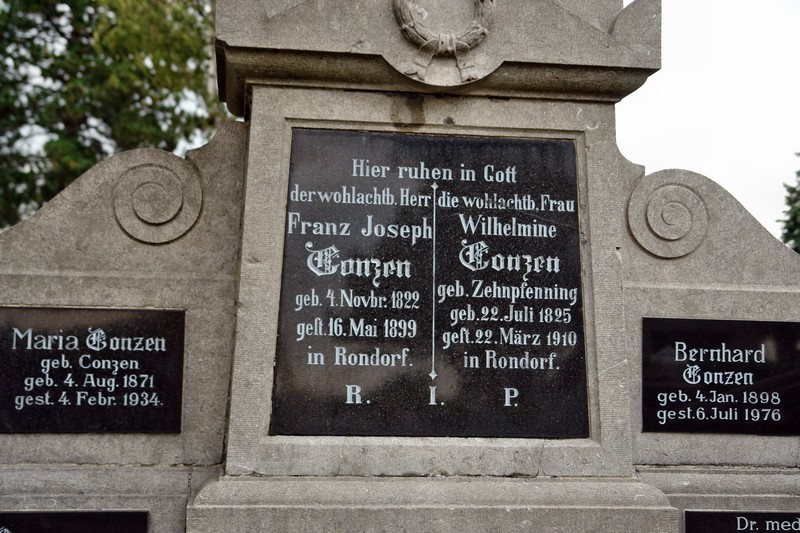 Hier ruhen in Gott
der wohlachtb. Herr
Franz Joseph
Conzen
geb. 4. Novbr. 1822
gest. 16. Mai 1899
in Rondorf.
die wohlachtb. Frau
Wilhelmine
Conzen
geb. Zehnpfenning
geb. 22. Juli 1825
gest. 22. März 1910
in Rondorf.
R. I. P.
Maria Conzen
geb. Conzen
geb. 4. Aug. 1871
gest. 4. Febr. 1934.
Bernhard
Conzen
geb. 4. Jan. 1898
gest. 6. Juli 1976
Dr. med